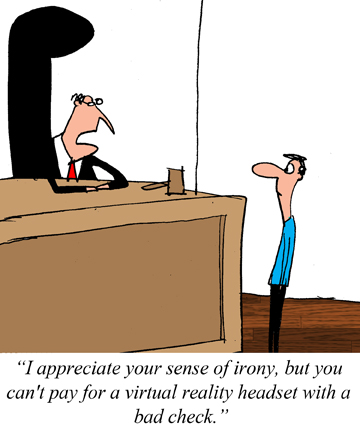 “I appreciate your sense of irony, but you
can't pay for a virtual reality headset with a
bad check.”